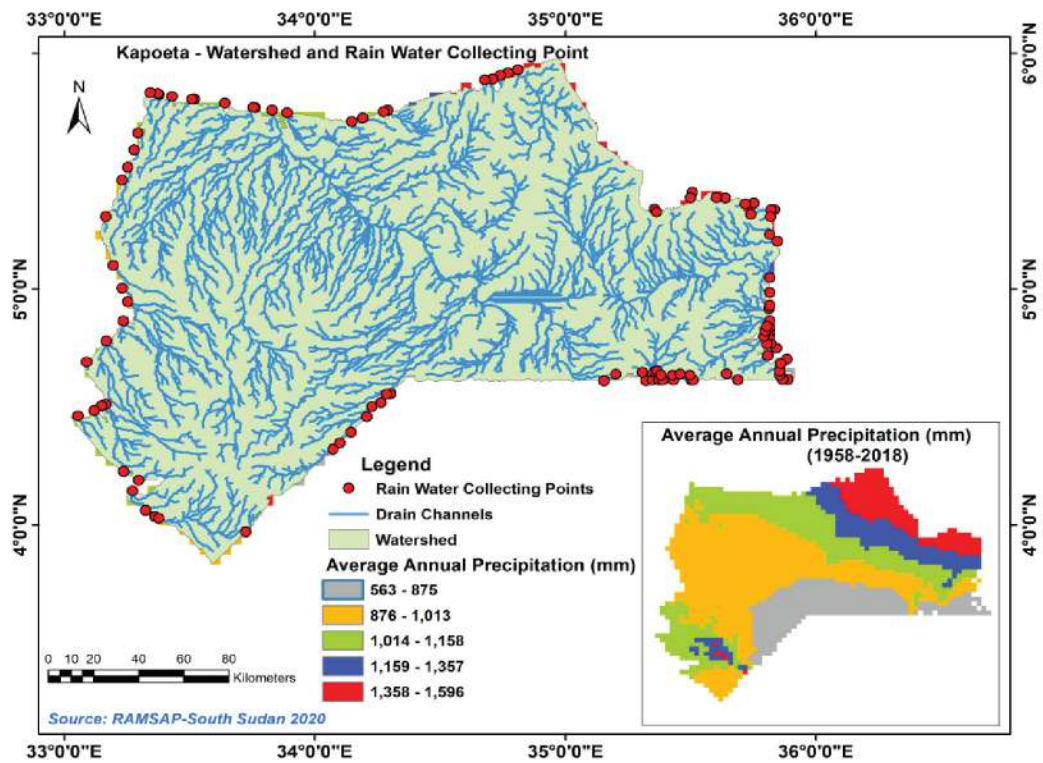 33°0'0"E 34°0'0"E 35°0'0"E 36°0'0"E
Kapoeta - Watershed and Rain Water Collecting Point
N
6°0'0"N
6°0'0"N
5°0'0"N
5°0'0"N
4°0'0"N
4°0'0"N
Average Annual Precipitation (mm)
(1958-2018)
Legend
Rain Water Collecting Points
Drain Channels
Watershed
Average Annual Precipitation (mm)
563 - 875
876 - 1,013
1,014 - 1,158
1,159 - 1,357
1,358 - 1,596
0 10 20 40 60 80
Kilometers
Source: RAMSAP-South Sudan 2020
33°0'0"E 34°0'0"E 35°0'0"E 36°0'0"E